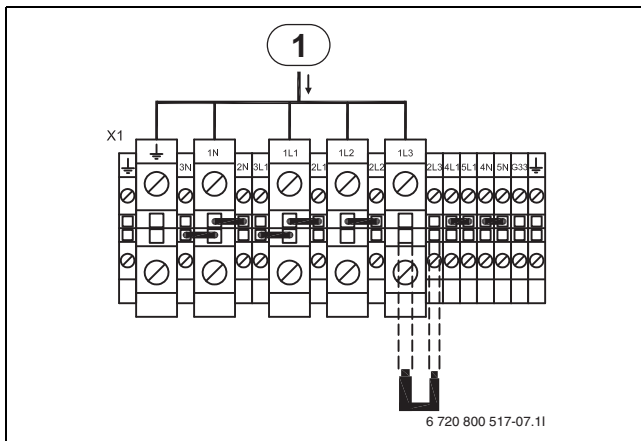 1
X1
⏚ ⏚ 3N 1N 2N 3L1 1L1 2L1 1L2 2L2 1L3 2L3 4L1 5L1 4N 5N G33 ⏚
6 720 800 517-07.1I